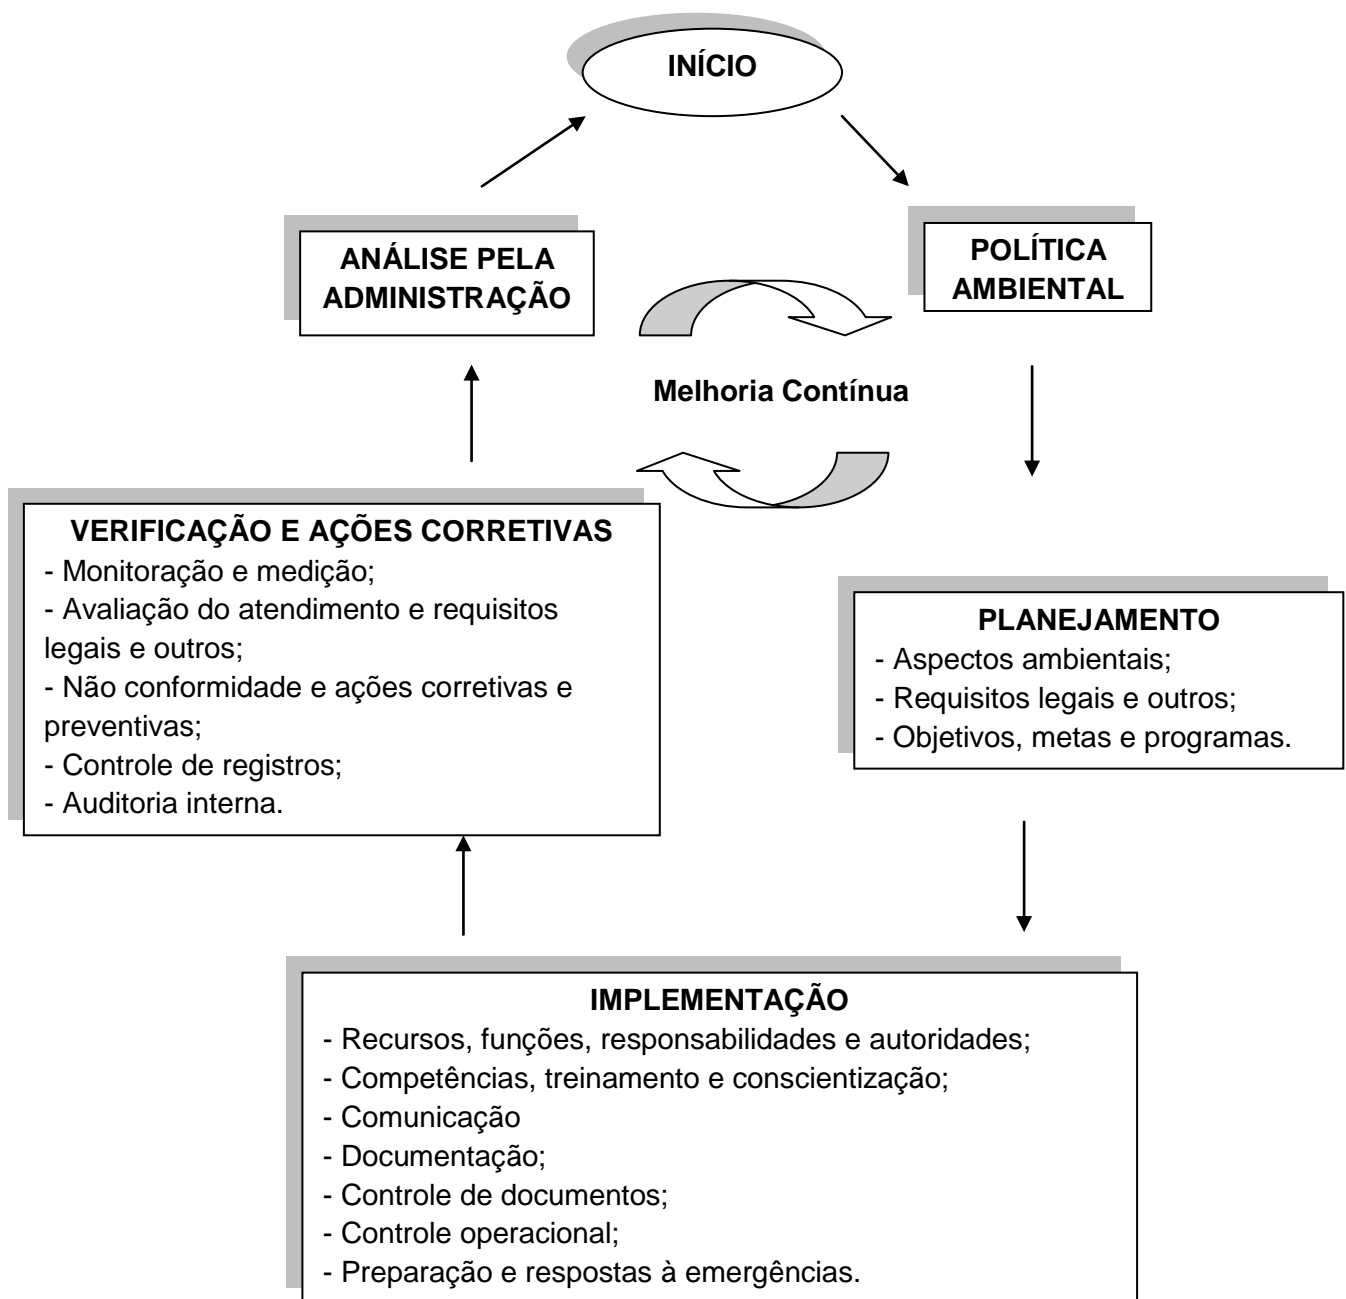 INÍCIO
ANÁLISE PELA
ADMINISTRAÇÃO
POLÍTICA
AMBIENTAL
Melhoria Contínua
VERIFICAÇÃO E AÇÕES CORRETIVAS
- Monitoração e medição;
- Avaliação do atendimento e requisitos
legais e outros;
- Não conformidade e ações corretivas e
preventivas;
- Controle de registros;
- Auditoria interna.
PLANEJAMENTO
- Aspectos ambientais;
- Requisitos legais e outros;
- Objetivos, metas e programas.
IMPLEMENTAÇÃO
- Recursos, funções, responsabilidades e autoridades;
- Competências, treinamento e conscientização;
- Comunicação
- Documentação;
- Controle de documentos;
- Controle operacional;
- Preparação e respostas à emergências.